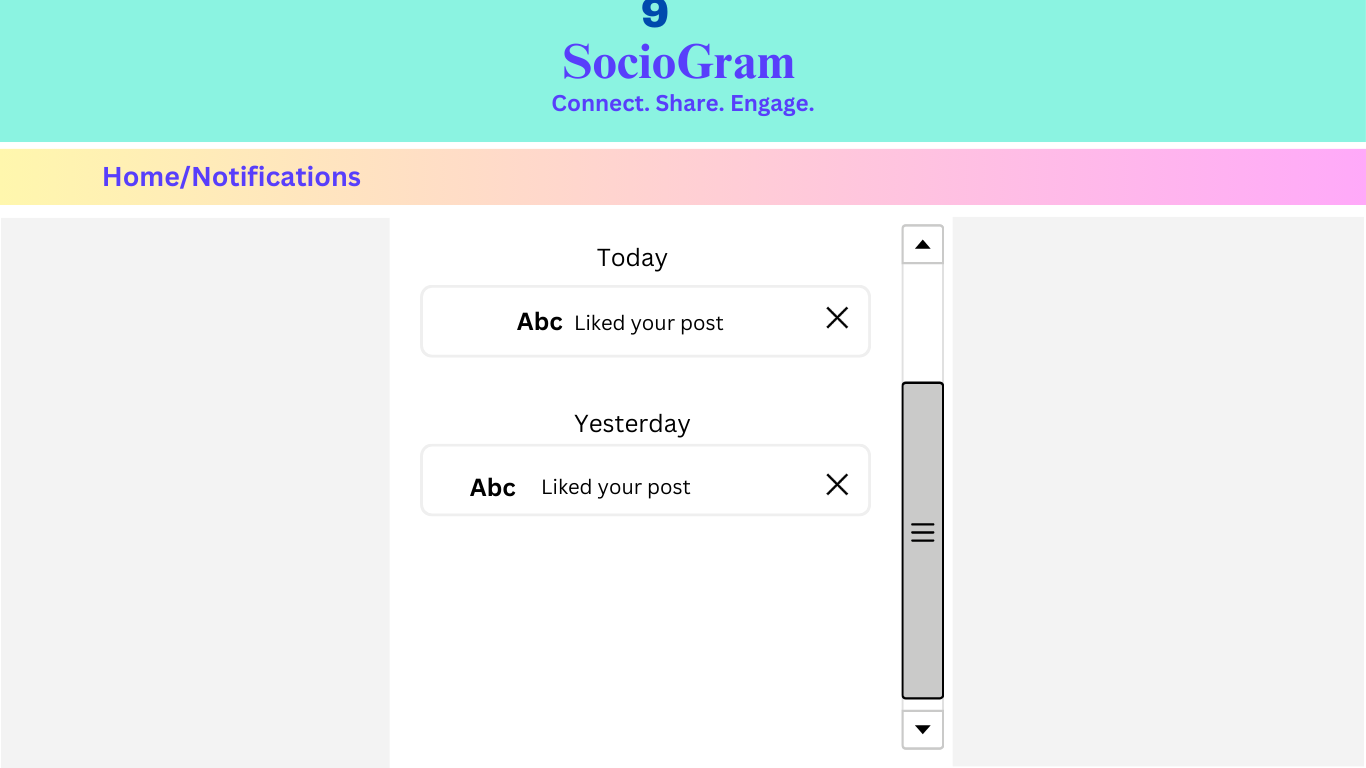 9
SocioGram
Connect. Share. Engage.
Home/Notifications
Today
Abc Liked your post
Yesterday
Abc Liked your post